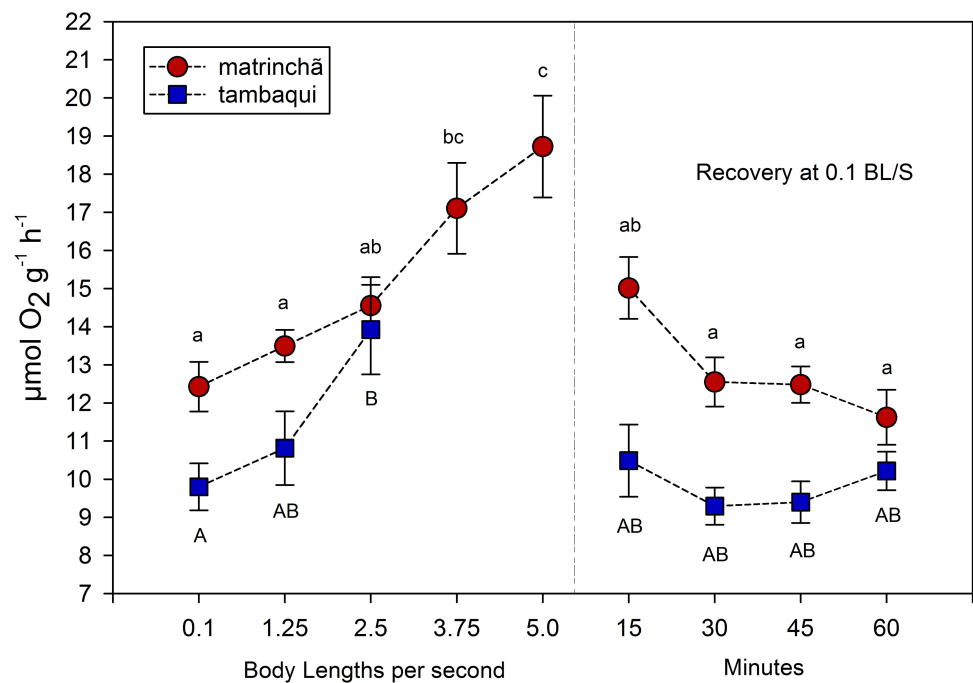 22
21
20
19
18
17
16
15
14
13
12
11
10
9
8
7
µmol O2 g-1 h-1
matrinchã
tambaqui
c
bc
Recovery at 0.1 BL/S
ab
ab
a
a
a
a
a
B
AB
A
AB
AB
AB
AB
0.1 1.25 2.5 3.75 5.0 15 30 45 60
Body Lengths per second Minutes